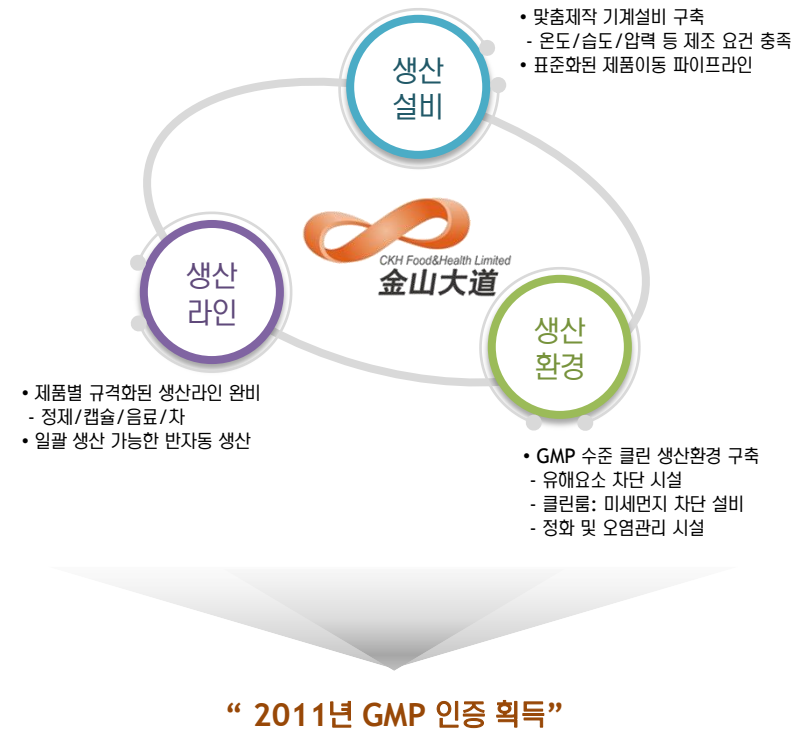 • 맞춤제작 기계설비 구축
- 온도/습도/압력 등 제조 요건 충족
• 표준화된 제품이동 파이프라인
생산
설비
CKH Food&Health Limited
金山大道
생산
라인
생산
환경
• 제품별 규격화된 생산라인 완비
- 정제/캡슐/음료/차
• 일괄 생산 가능한 반자동 생산
• GMP 수준 클린 생산환경 구축
- 유해요소 차단 시설
- 클린룸: 미세먼지 차단 설비
- 정화 및 오염관리 시설
“ 2011년 GMP 인증 획득”